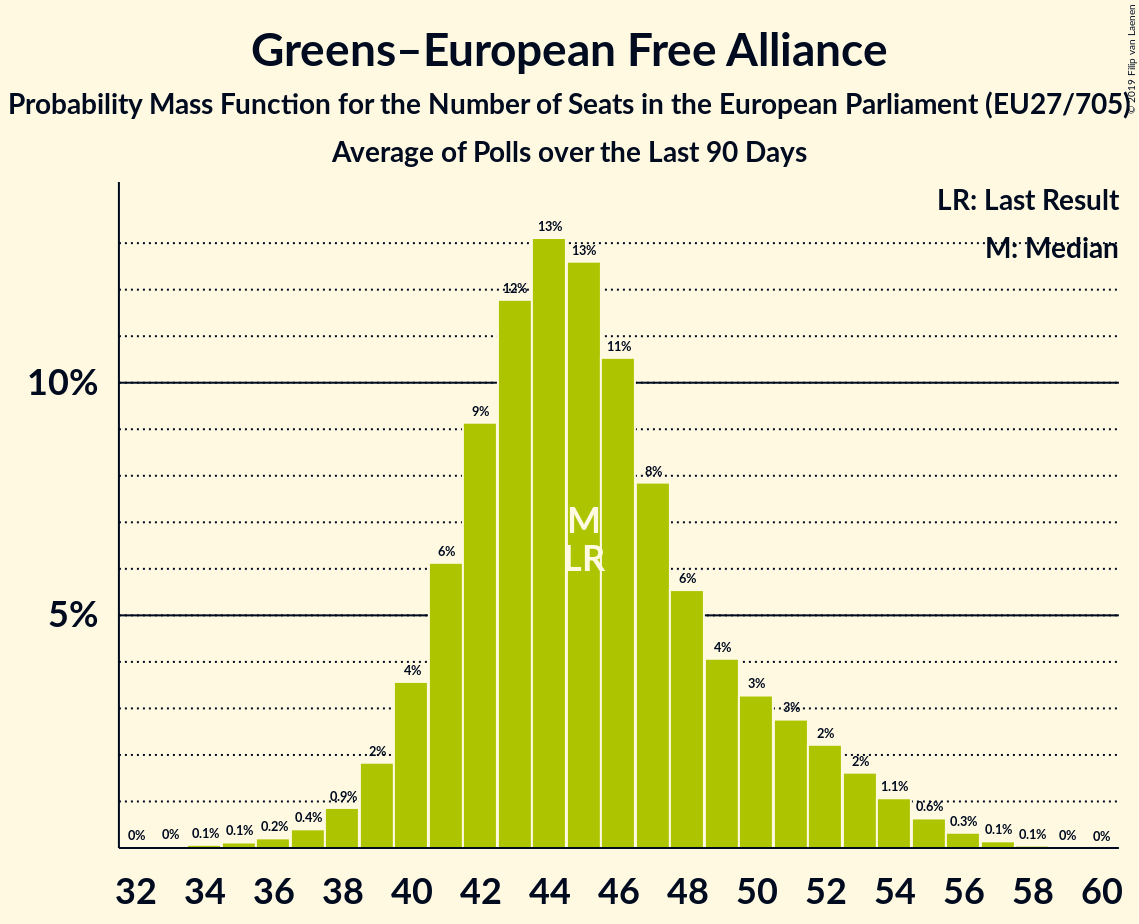 Greens–European Free Alliance
Probability Mass Function for the Number of Seats in the European Parliament (EU27/705)
Average of Polls over the Last 90 Days
© 2019 Filip van Laenen
LR: Last Result
M: Median
10%
5%
0% 0% 0.1% 0.1% 0.2% 0.4% 0.9% 2% 4% 6% 9% 12% 13% 13% 11% 8% 6% 4% 3% 3% 2% 2% 1.1% 0.6% 0.3% 0.1% 0.1% 0% 0%
M
LR
32 34 36 38 40 42 44 46 48 50 52 54 56 58 60